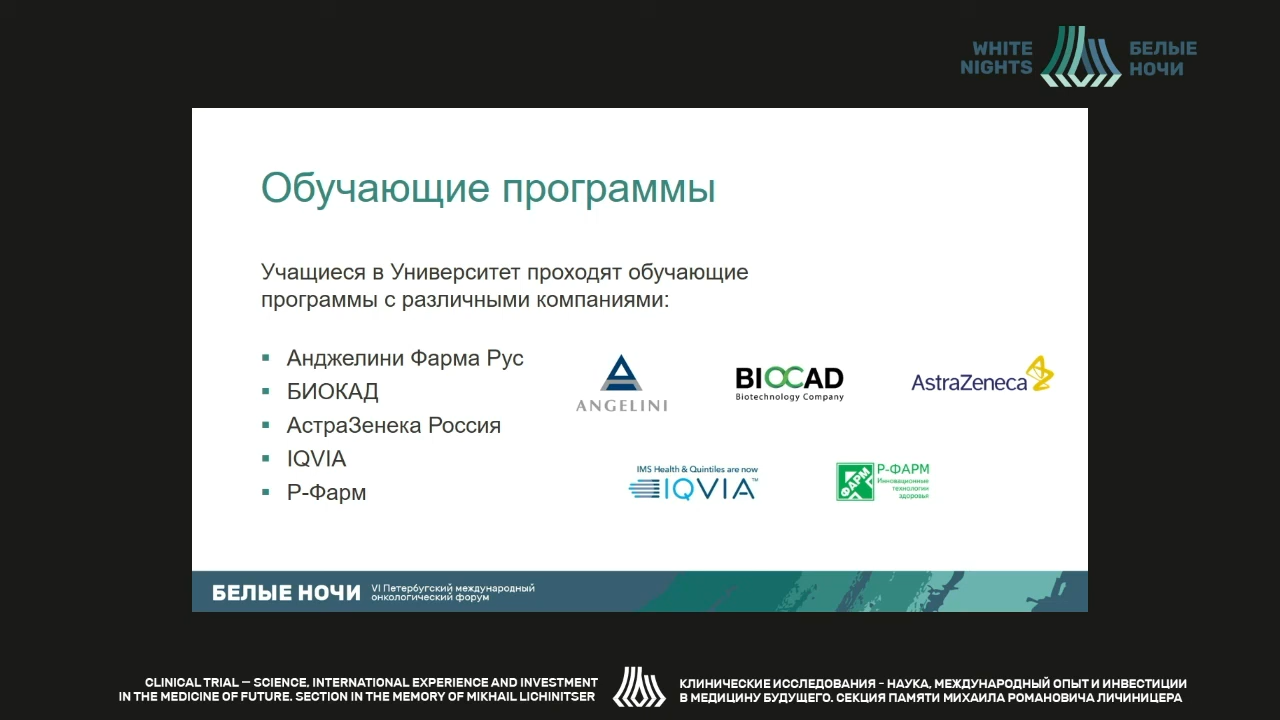 WHITE
NIGHTS
БЕЛЫЕ
НОЧИ
Обучающие программы
Учащиеся в Университет проходят обучающие
программы с различными компаниями:
Анджелини Фарма Рус
БИОКАД
АстраЗенека Россия
IQVIA
Р-Фарм
ANGELINI
BIOCAD
Biotechnology Company
AstraZeneca
IMS Health & Quintiles are now
IQVIA™
ФАРМ
Р-ФАРМ
Инновационные
технологии
здоровья
БЕЛЫЕ НОЧИ
VI Петербугский международный
онкологический форум
CLINICAL TRIAL — SCIENCE, INTERNATIONAL EXPERIENCE AND INVESTMENT
IN THE MEDICINE OF FUTURE. SECTION IN THE MEMORY OF MIKHAIL LICHINITSER
КЛИНИЧЕСКИЕ ИССЛЕДОВАНИЯ - НАУКА, МЕЖДУНАРОДНЫЙ ОПЫТ И ИНВЕСТИЦИИ
В МЕДИЦИНУ БУДУЩЕГО. СЕКЦИЯ ПАМЯТИ МИХАИЛА РОМАНОВИЧА ЛИЧИНИЦЕРА